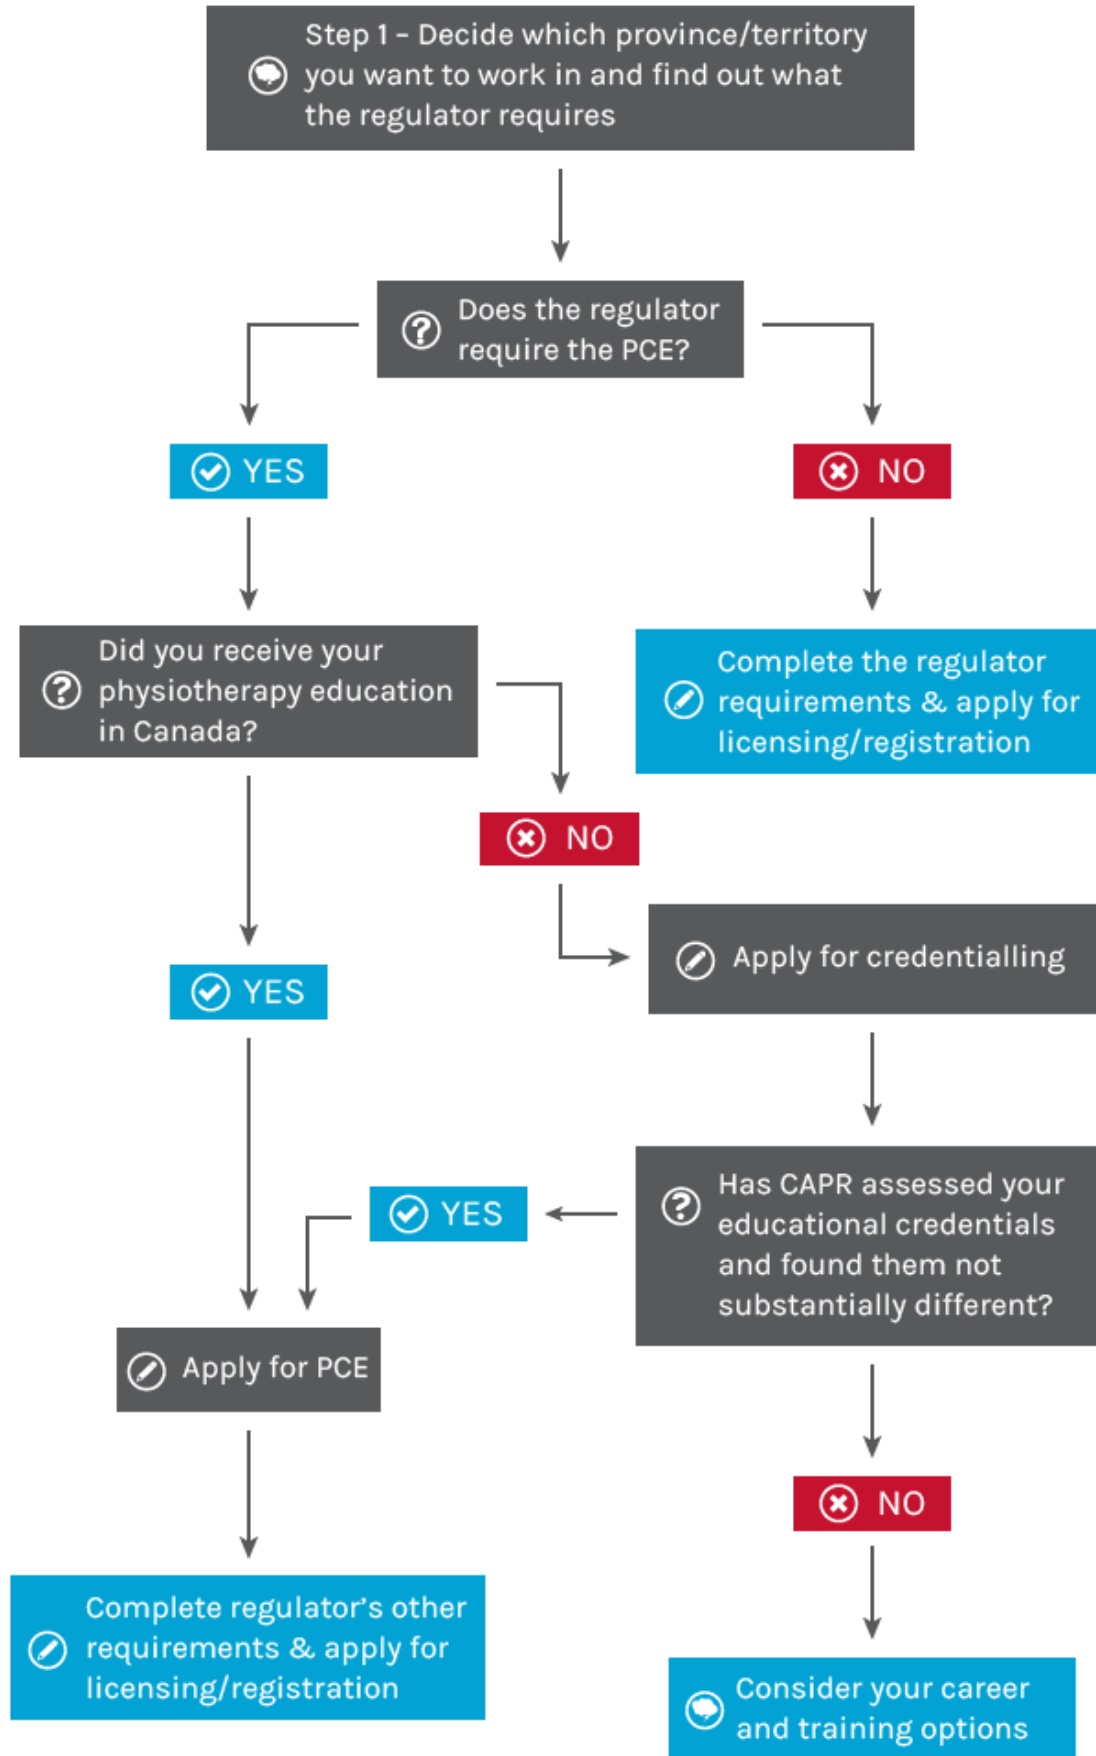 Step 1 – Decide which province/territory
you want to work in and find out what
the regulator requires
Does the regulator
require the PCE?
YES
NO
Did you receive your
physiotherapy education
in Canada?
Complete the regulator
requirements & apply for
licensing/registration
NO
Apply for credentialling
YES
Has CAPR assessed your
educational credentials
and found them not
substantially different?
YES
Apply for PCE
NO
Complete regulator's other
requirements & apply for
licensing/registration
Consider your career
and training options